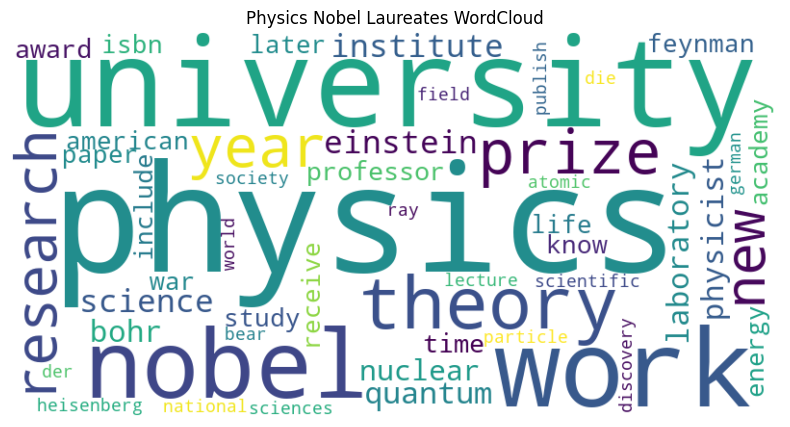 Physics Nobel Laureates WordCloud
award
isbn
later
institute
feynman
university
field
publish
die
american
year
einstein
prize
paper
professor
society
atomic
academy
german
research
include
physics
ray
life
know
laboratory
physicist
new
world
war
science
study
receive
lecture
scientific
theory
bohr
bear
time
particle
energy
der
nobel
nuclear
quantum
work
discovery
heisenberg
national
sciences